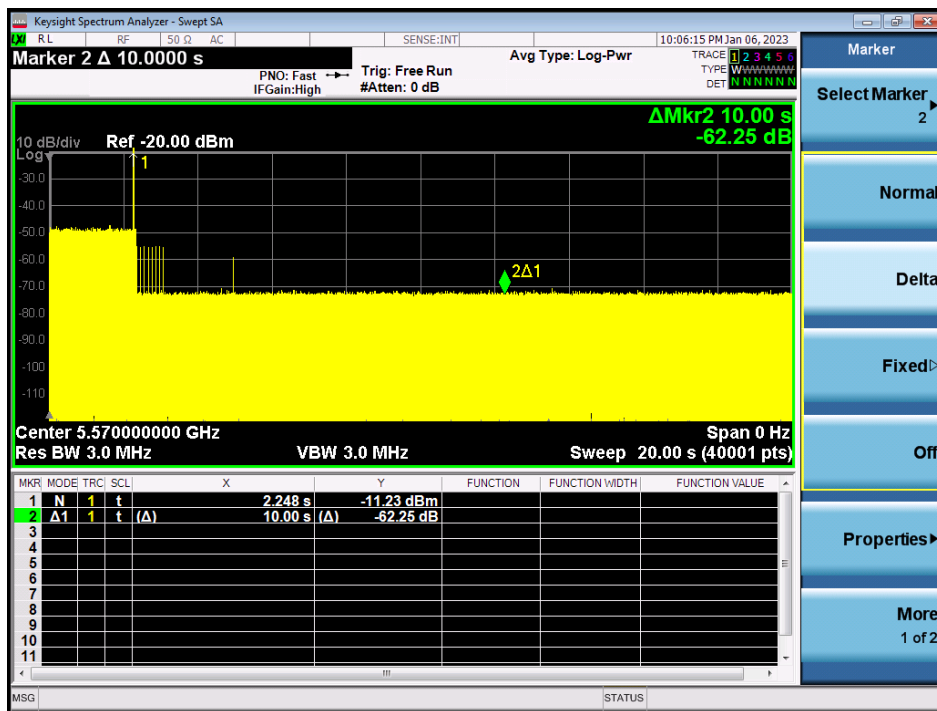 Keysight Spectrum Analyzer - Swept SA
LXI RL RF 50 Ω AC SENSE:INT 10:06:15 PM Jan 06, 2023
Marker 2 Δ 10.0000 s
PNO: Fast
IFGain:High
Trig: Free Run
#Atten: 0 dB
Avg Type: Log-Pwr
TRACE 1 2 3 4 5 6
TYPE WWWWWW
DET N N N N N N
ΔMkr2 10.00 s
-62.25 dB
10 dB/div Ref -20.00 dBm
Log
1
-30.0
-40.0
-50.0
-60.0
-70.0
-80.0
-90.0
-100
-110
2Δ1
Center 5.570000000 GHz Span 0 Hz
Res BW 3.0 MHz VBW 3.0 MHz Sweep 20.00 s (40001 pts)
MKR MODE TRC SCL X Y FUNCTION FUNCTION WIDTH FUNCTION VALUE
1 N 1 t 2.248 s -11.23 dBm
2 Δ1 1 t (Δ) 10.00 s (Δ) -62.25 dB
3
4
5
6
7
8
9
10
11
MSG STATUS
Marker
Select Marker
2
Normal
Delta
Fixed
Off
Properties
More
1 of 2